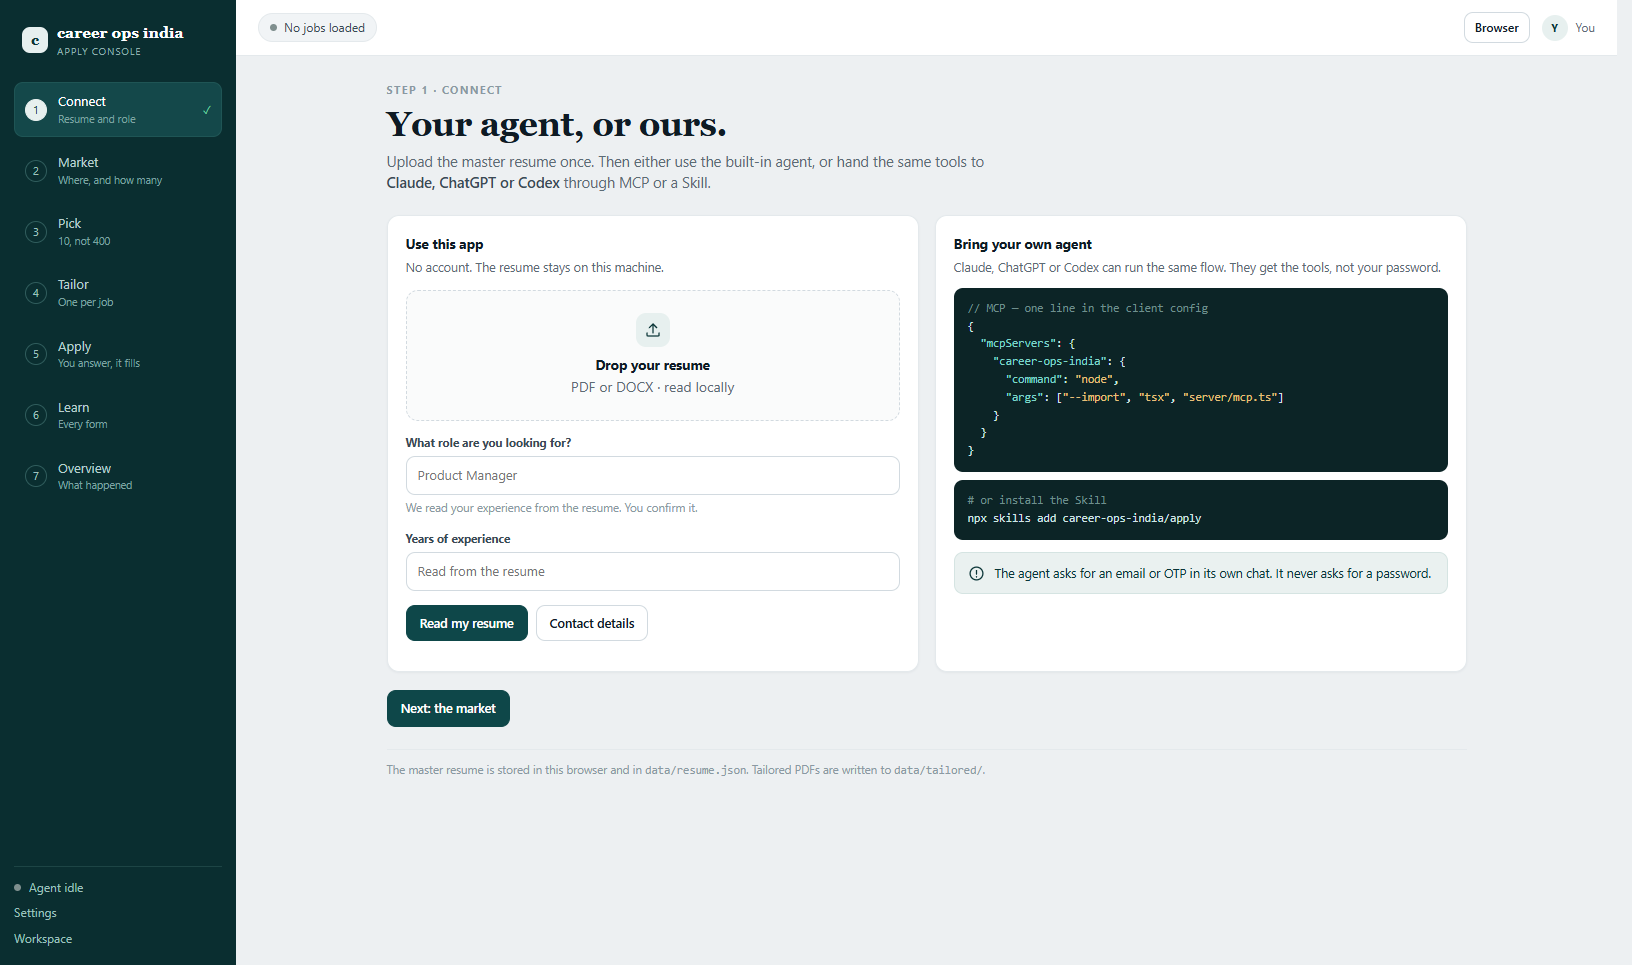 c
career ops india
APPLY CONSOLE
1
Connect
Resume and role
✓
2
Market
Where, and how many
3
Pick
10, not 400
4
Tailor
One per job
5
Apply
You answer, it fills
6
Learn
Every form
7
Overview
What happened
Agent idle
Settings
Workspace
No jobs loaded
Browser
Y
You
STEP 1 · CONNECT
Your agent, or ours.
Upload the master resume once. Then either use the built-in agent, or hand the same tools to
Claude, ChatGPT or Codex through MCP or a Skill.
Use this app
No account. The resume stays on this machine.
Drop your resume
PDF or DOCX · read locally
What role are you looking for?
Product Manager
We read your experience from the resume. You confirm it.
Years of experience
Read from the resume
Read my resume
Contact details
Bring your own agent
Claude, ChatGPT or Codex can run the same flow. They get the tools, not your password.
// MCP — one line in the client config
{
"mcpServers": {
"career-ops-india": {
"command": "node",
"args": ["--import", "tsx", "server/mcp.ts"]
}
}
}
# or install the Skill
npx skills add career-ops-india/apply
The agent asks for an email or OTP in its own chat. It never asks for a password.
Next: the market
The master resume is stored in this browser and in data/resume.json. Tailored PDFs are written to data/tailored/.